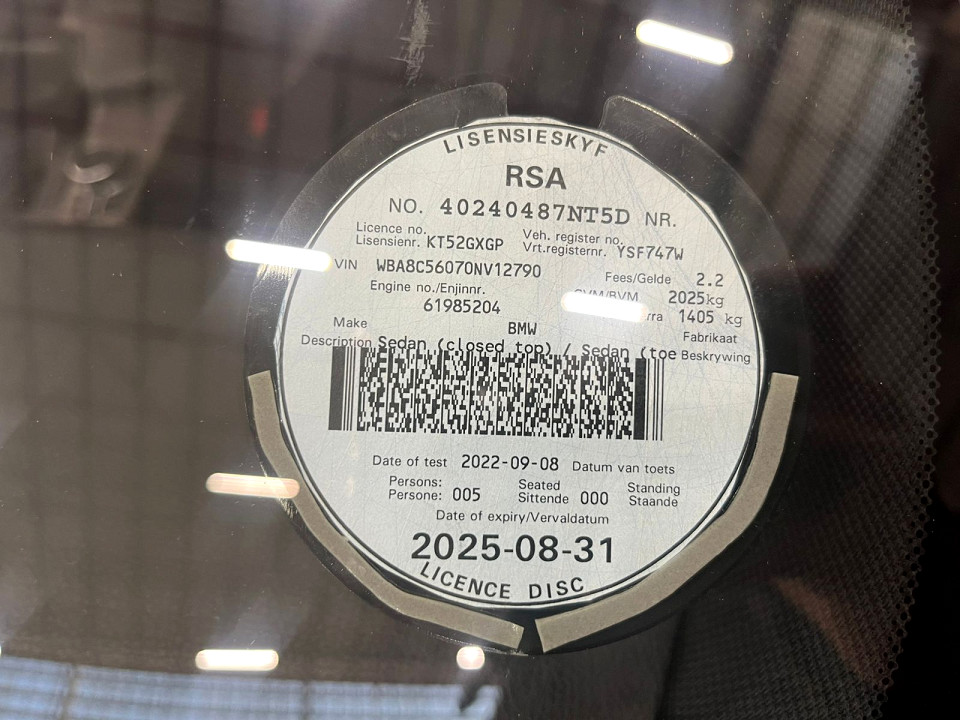 LISENSIESKYF
RSA
NO. 40240487NT5D NR.
Licence no. Veh. register no.
Lisensienr. KT52GXGP Vrt.registernr. YSF747W
VIN WBA8C56070NV12790 Fees/Gelde 2.2
Engine no./Enjinnr. GVM/BVM 2025kg
61985204 1405 kg
Make BMW Fabrikaat
Description Sedan (closed top) / Sedan (toe Beskrywing
Date of test 2022-09-08 Datum van toets
Persons: Seated Standing
Persone: 005 Sittende 000 Staande
Date of expiry/Vervaldatum
2025-08-31
LICENCE DISC